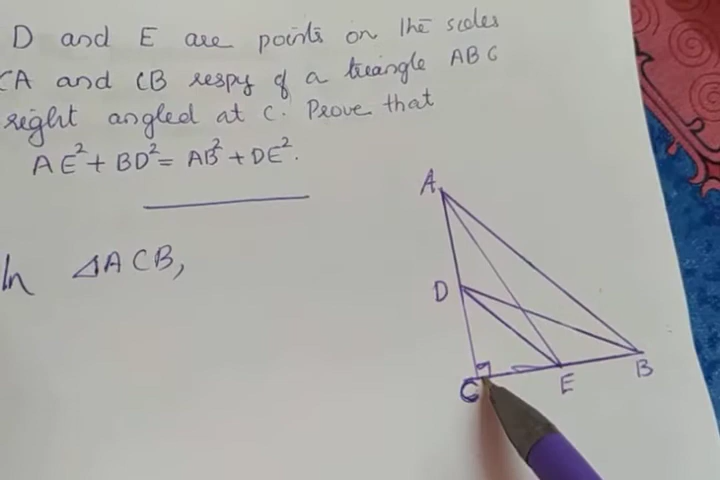 D and E are points on the sides
CA and CB respy of a triangle ABC
right angled at C. Prove that
AE² + BD² = AB² + DE².
In ΔACB,
A
D
C
E
B